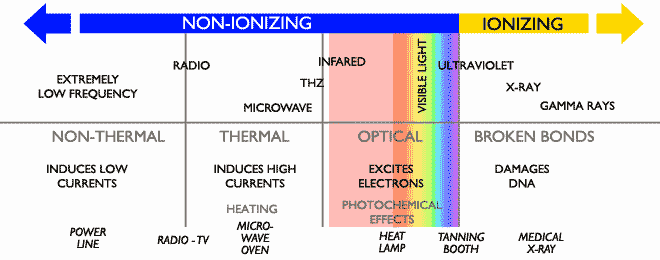 NON-IONIZING
IONIZING
RADIO
INFARED
VISIBLE LIGHT
ULTRAVIOLET
EXTREMELY
LOW FREQUENCY
THZ
X-RAY
MICROWAVE
GAMMA RAYS
NON-THERMAL
THERMAL
OPTICAL
BROKEN BONDS
INDUCES LOW
CURRENTS
INDUCES HIGH
CURRENTS
EXCITES
ELECTRONS
DAMAGES
DNA
HEATING
PHOTOCHEMICAL
EFFECTS
POWER
LINE
RADIO - TV
MICRO-
WAVE
OVEN
HEAT
LAMP
TANNING
BOOTH
MEDICAL
X-RAY